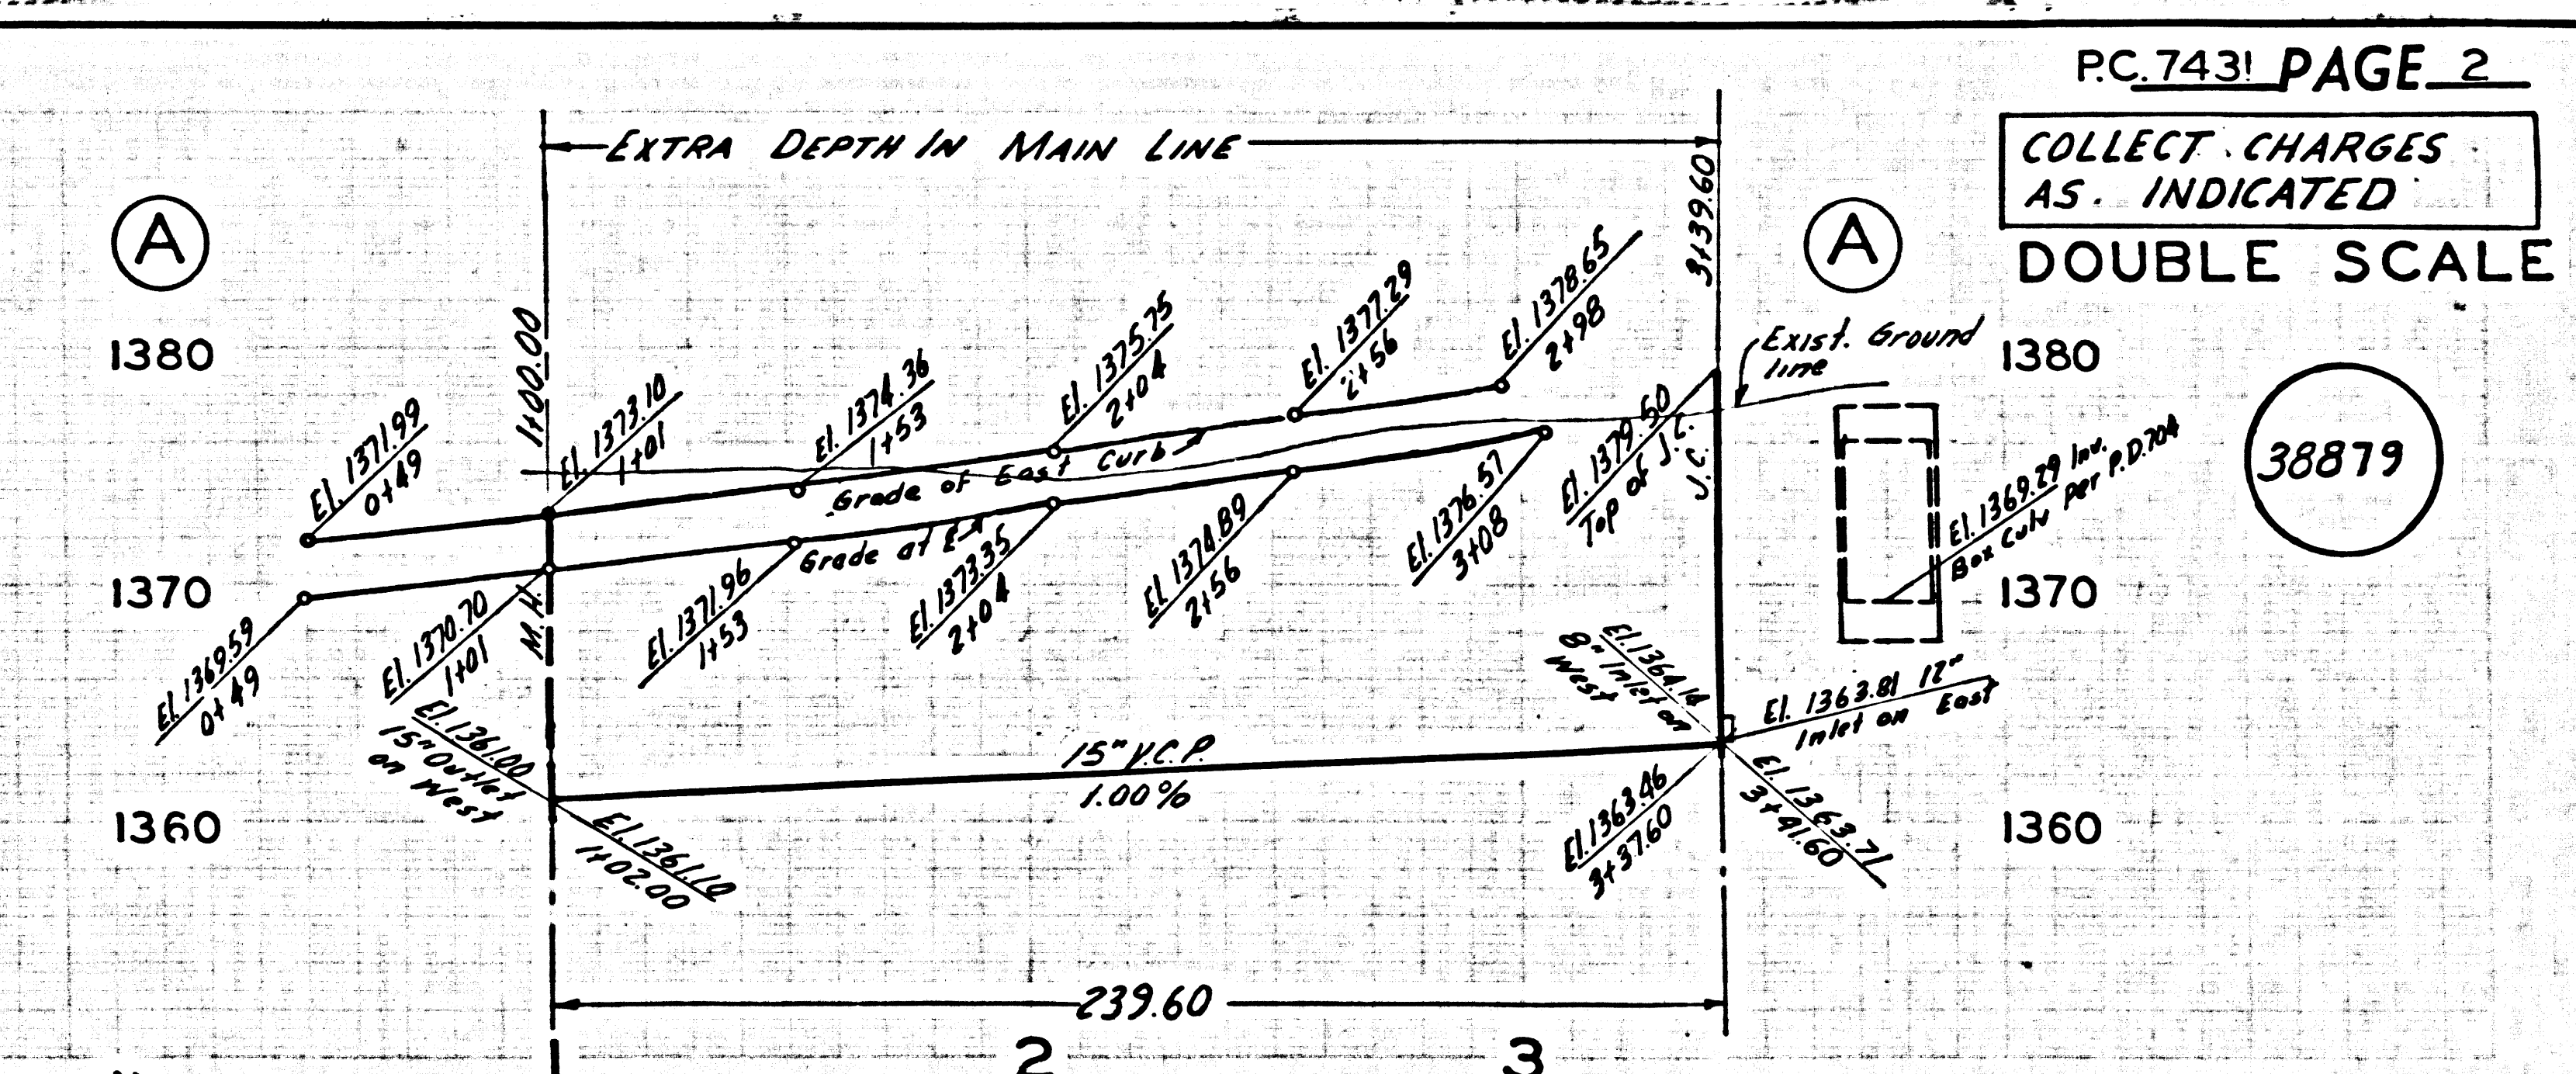 P.C. 7431 PAGE 2
COLLECT CHARGES
AS. INDICATED
DOUBLE SCALE
EXTRA DEPTH IN MAIN LINE
A
A
1+00.00
3+39.60
1380
1380
El. 1371.99
0+49
El. 1373.10
1+01
El. 1374.36
1+53
El. 1375.75
2+04
El. 1377.29
2+56
El. 1378.65
2+98
Exist. Ground
line
Grade of East Curb
El. 1379.50
Top of J.C.
J.C.
38879
El. 1369.29 Inv.
Box Culv per P.D. 704
1370
1370
Grade at
El. 1369.59
0+49
El. 1370.70
1+01
M.H.
El. 1371.96
1+53
El. 1373.35
2+04
El. 1374.89
2+56
El. 1376.57
3+08
El. 1361.00
15" Outlet
on West
El. 1364.14
8" Inlet on
West
El. 1363.81 12"
Inlet on East
15" V.C.P.
1.00%
1360
1360
El. 1361.10
1+02.00
El. 1363.46
3+37.60
El. 1363.71
3+41.60
239.60
2
3